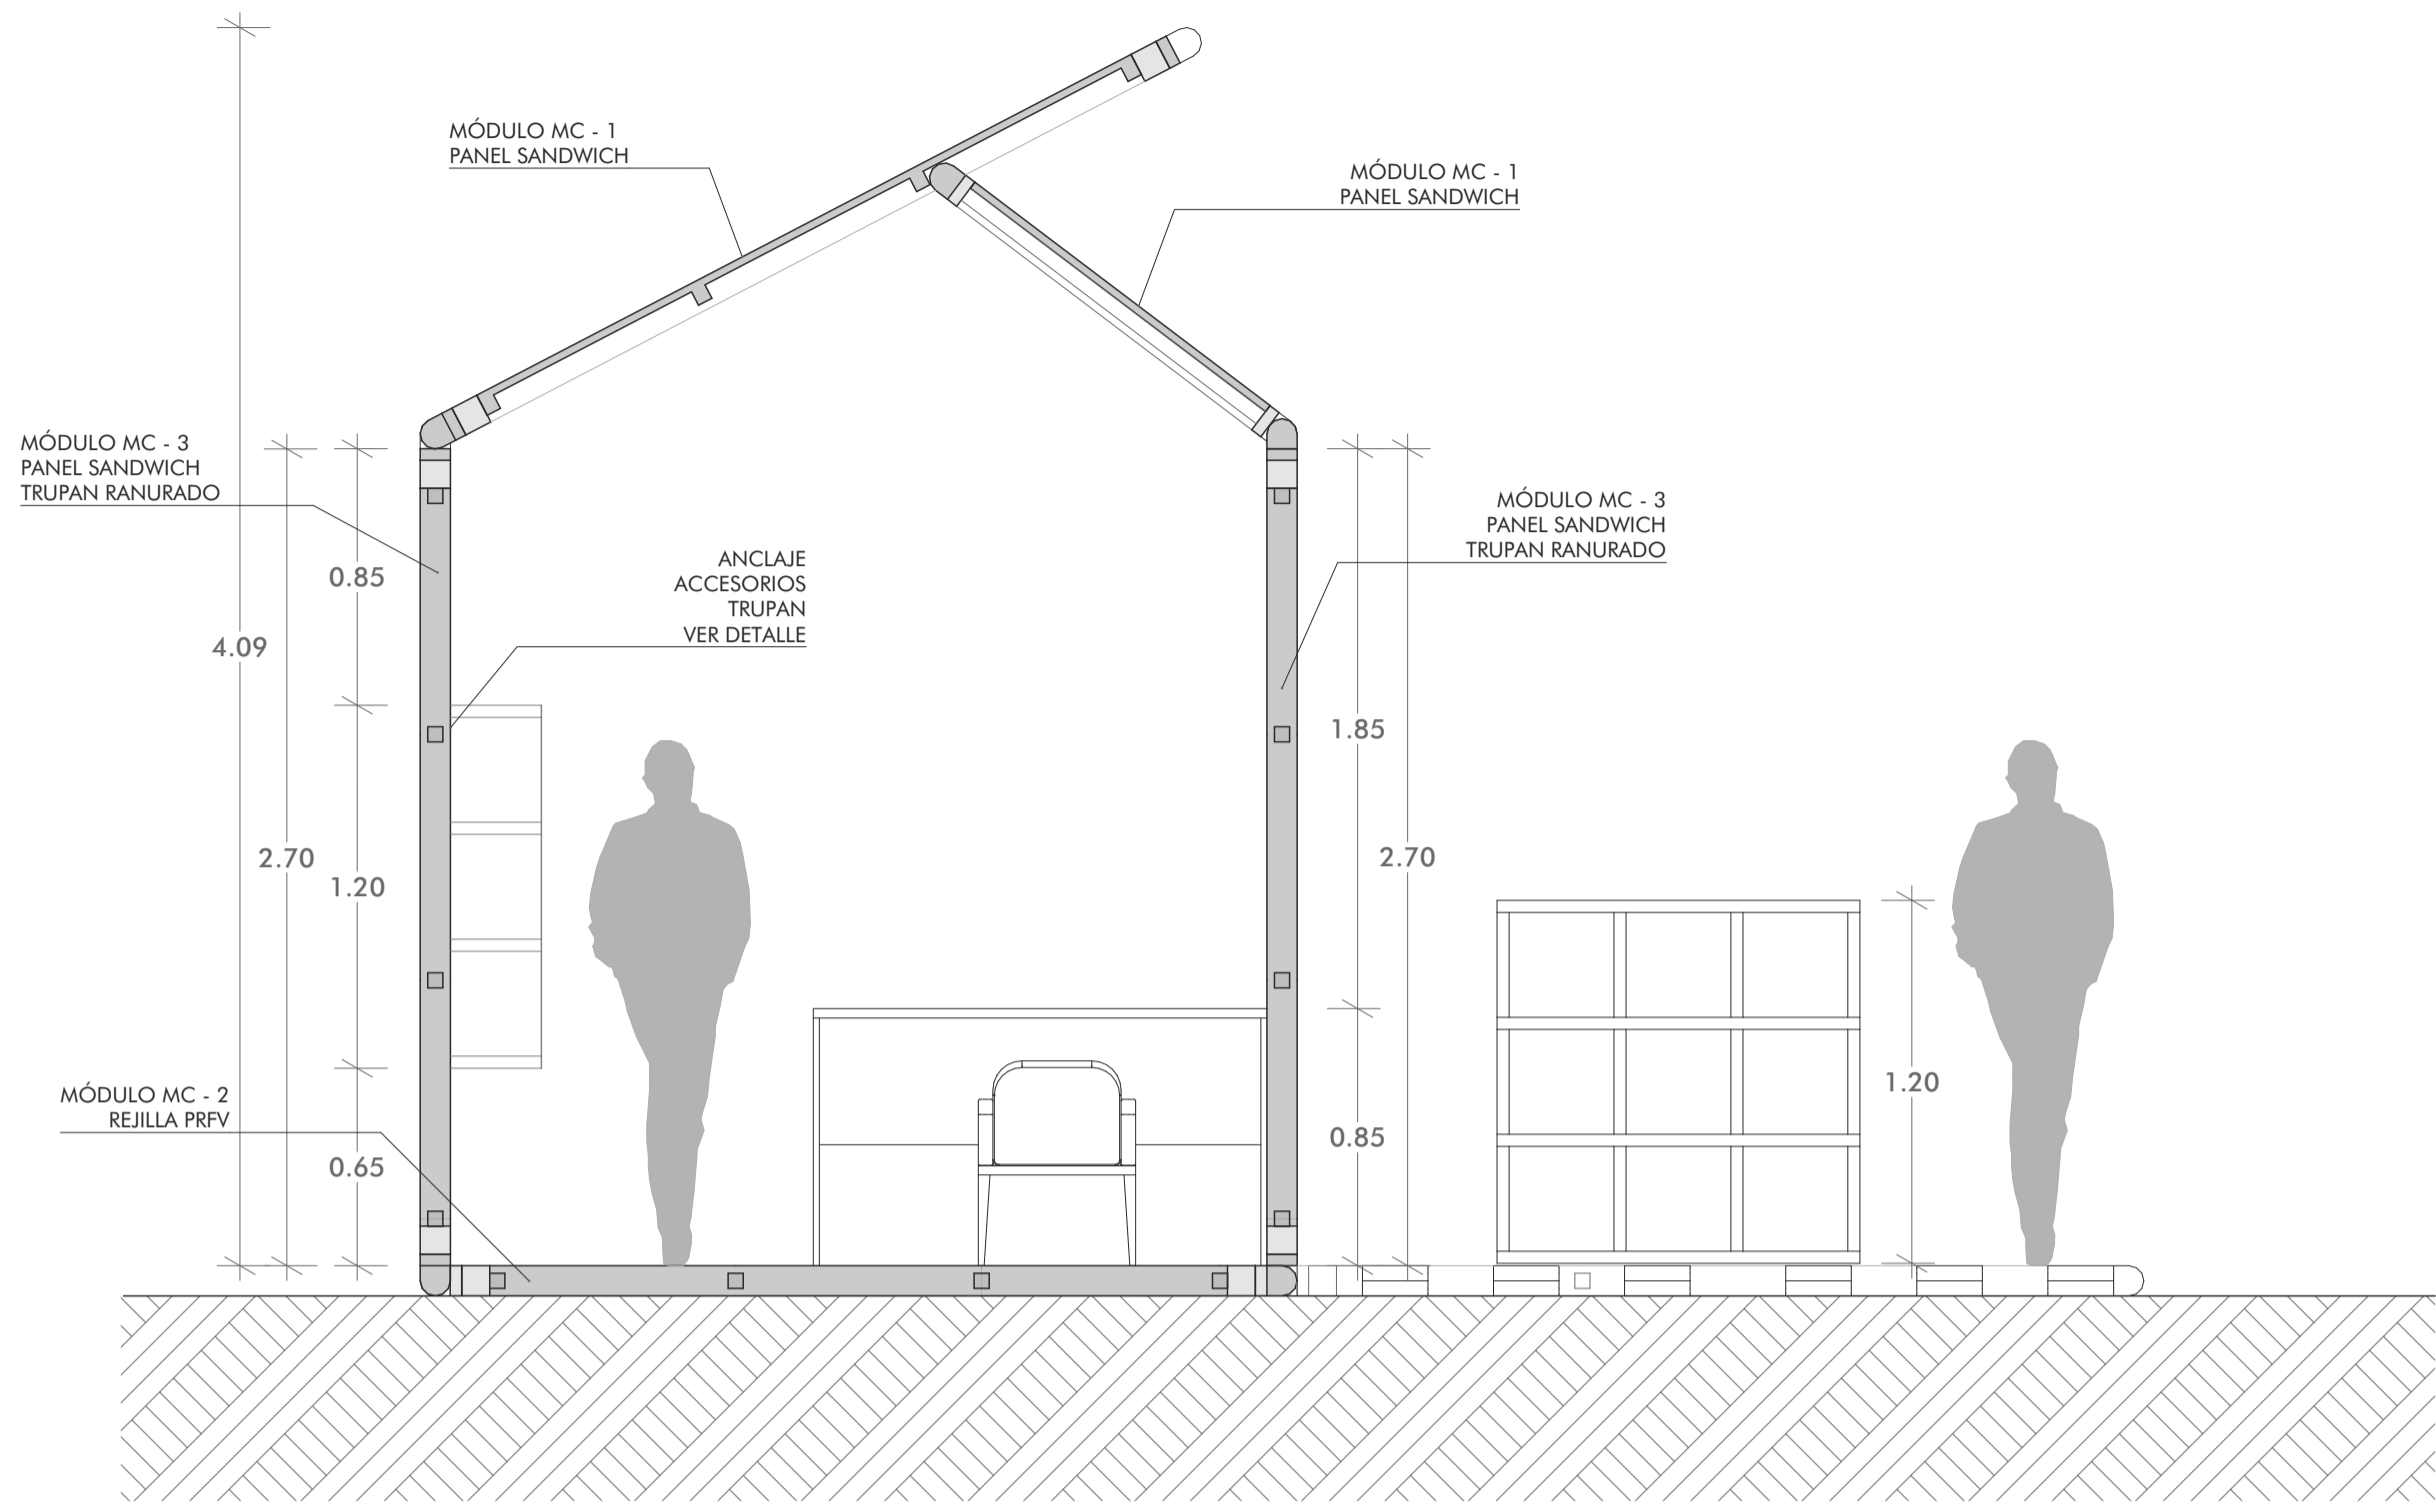 MÓDULO MC - 1
PANEL SANDWICH
MÓDULO MC - 1
PANEL SANDWICH
MÓDULO MC - 3
PANEL SANDWICH
TRUPAN RANURADO
MÓDULO MC - 3
PANEL SANDWICH
TRUPAN RANURADO
ANCLAJE
ACCESORIOS
TRUPAN
VER DETALLE
0.85
4.09
1.85
2.70
2.70
1.20
1.20
MÓDULO MC - 2
REJILLA PRFV
0.85
0.65